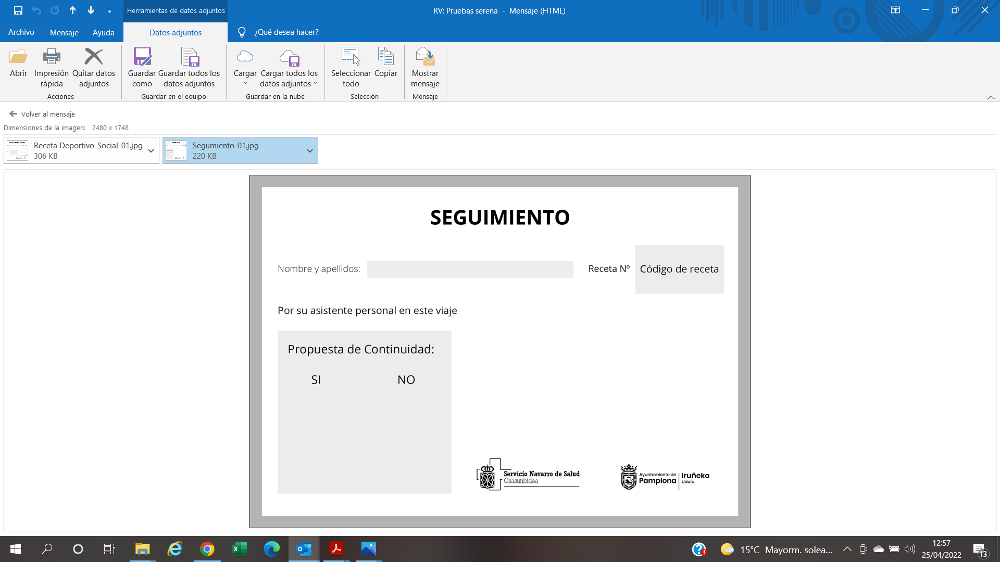 Herramientas de datos adjuntos
RV: Pruebas serena  -  Mensaje (HTML)
Archivo
Mensaje
Ayuda
Datos adjuntos
¿Qué desea hacer?
Abrir
Impresión
rápida
Quitar datos
adjuntos
Guardar
como
Guardar todos los
datos adjuntos
Cargar
Cargar todos los
datos adjuntos
Seleccionar
todo
Copiar
Mostrar
mensaje
Acciones
Guardar en el equipo
Guardar en la nube
Selección
Mensaje
Volver al mensaje
Dimensiones de la imagen: 2480 x 1748
Receta Deportivo-Social-01.jpg
306 KB
Segumiento-01.jpg
220 KB
SEGUIMIENTO
Nombre y apellidos:
Receta Nº
Código de receta
Por su asistente personal en este viaje
Propuesta de Continuidad:
SI NO
Servicio Navarro de Salud
Osasunbidea
Ayuntamiento de
Pamplona
Iruñeko
Udala
15°C Mayorm. solea...
12:57
25/04/2022
13